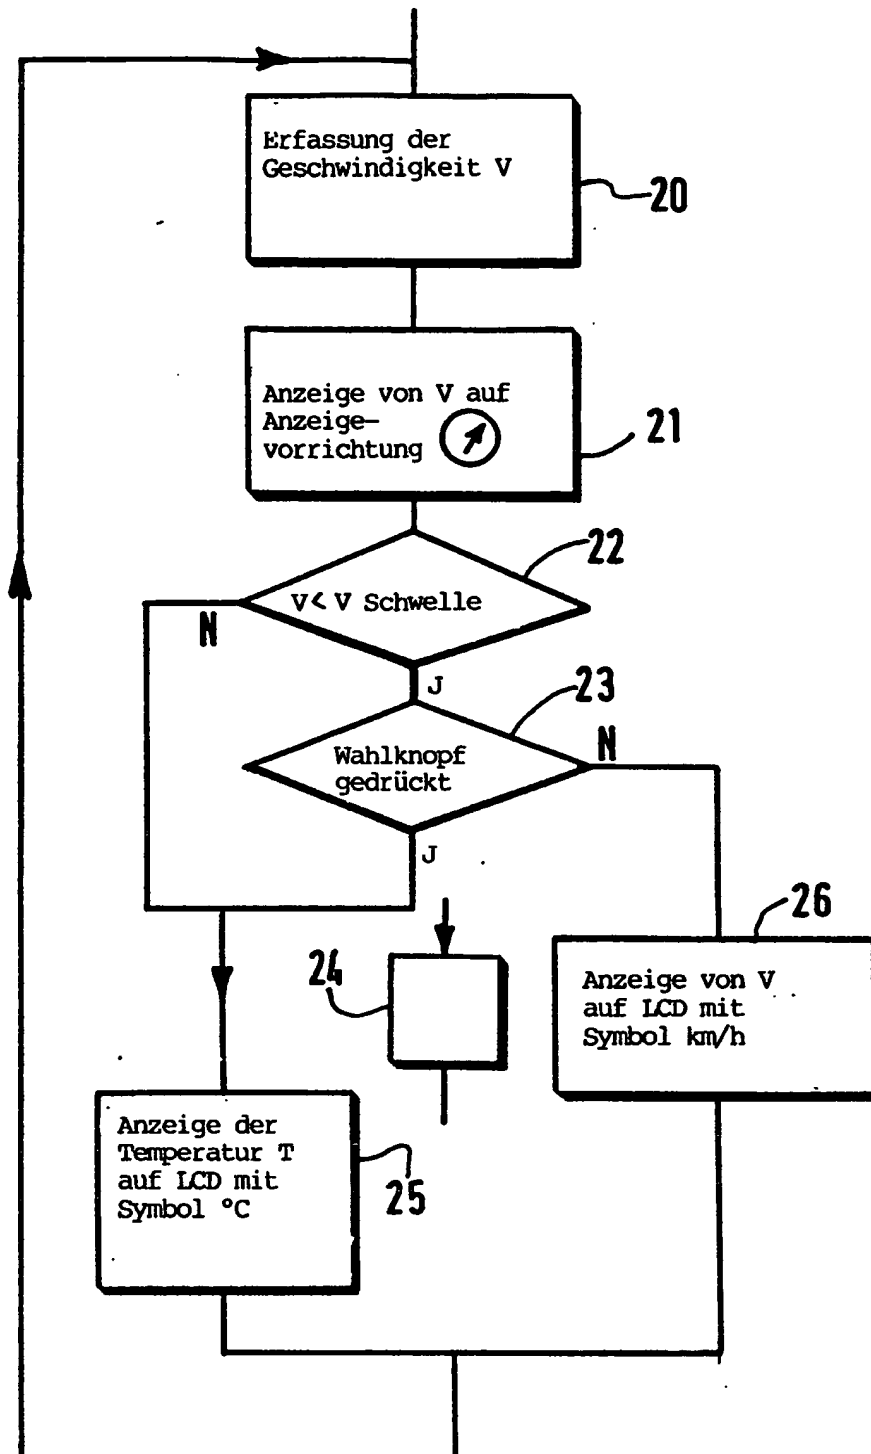 Erfassung der
Geschwindigkeit V
20
Anzeige von V auf
Anzeige-
vorrichtung
21
22
V < V Schwelle
N
J
23
Wahlknopf
gedrückt
N
J
26
24
Anzeige von V
auf LCD mit
Symbol km/h
Anzeige der
Temperatur T
auf LCD mit
Symbol °C
25